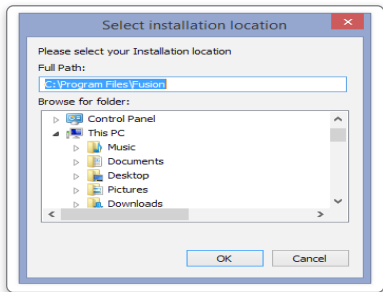 Select installation location
Please select your Installation location
Full Path:
C:\Program Files\Fusion
Browse for folder:
Control Panel
This PC
Music
Documents
Desktop
Pictures
Downloads
OK Cancel